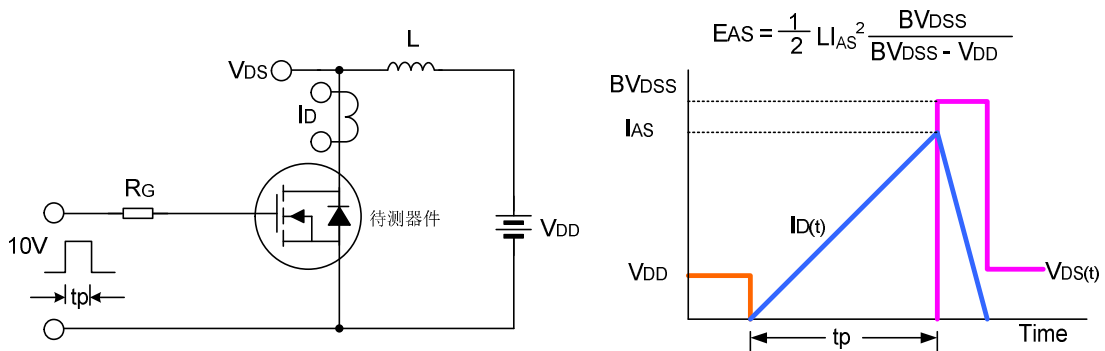 L
VDS
ID
RG
待测器件
10V
VDD
tp
EAS = 1/2 LIAS² BVDSS/(BVDSS - VDD)
BVDSS
IAS
ID(t)
VDD
VDS(t)
tp
Time